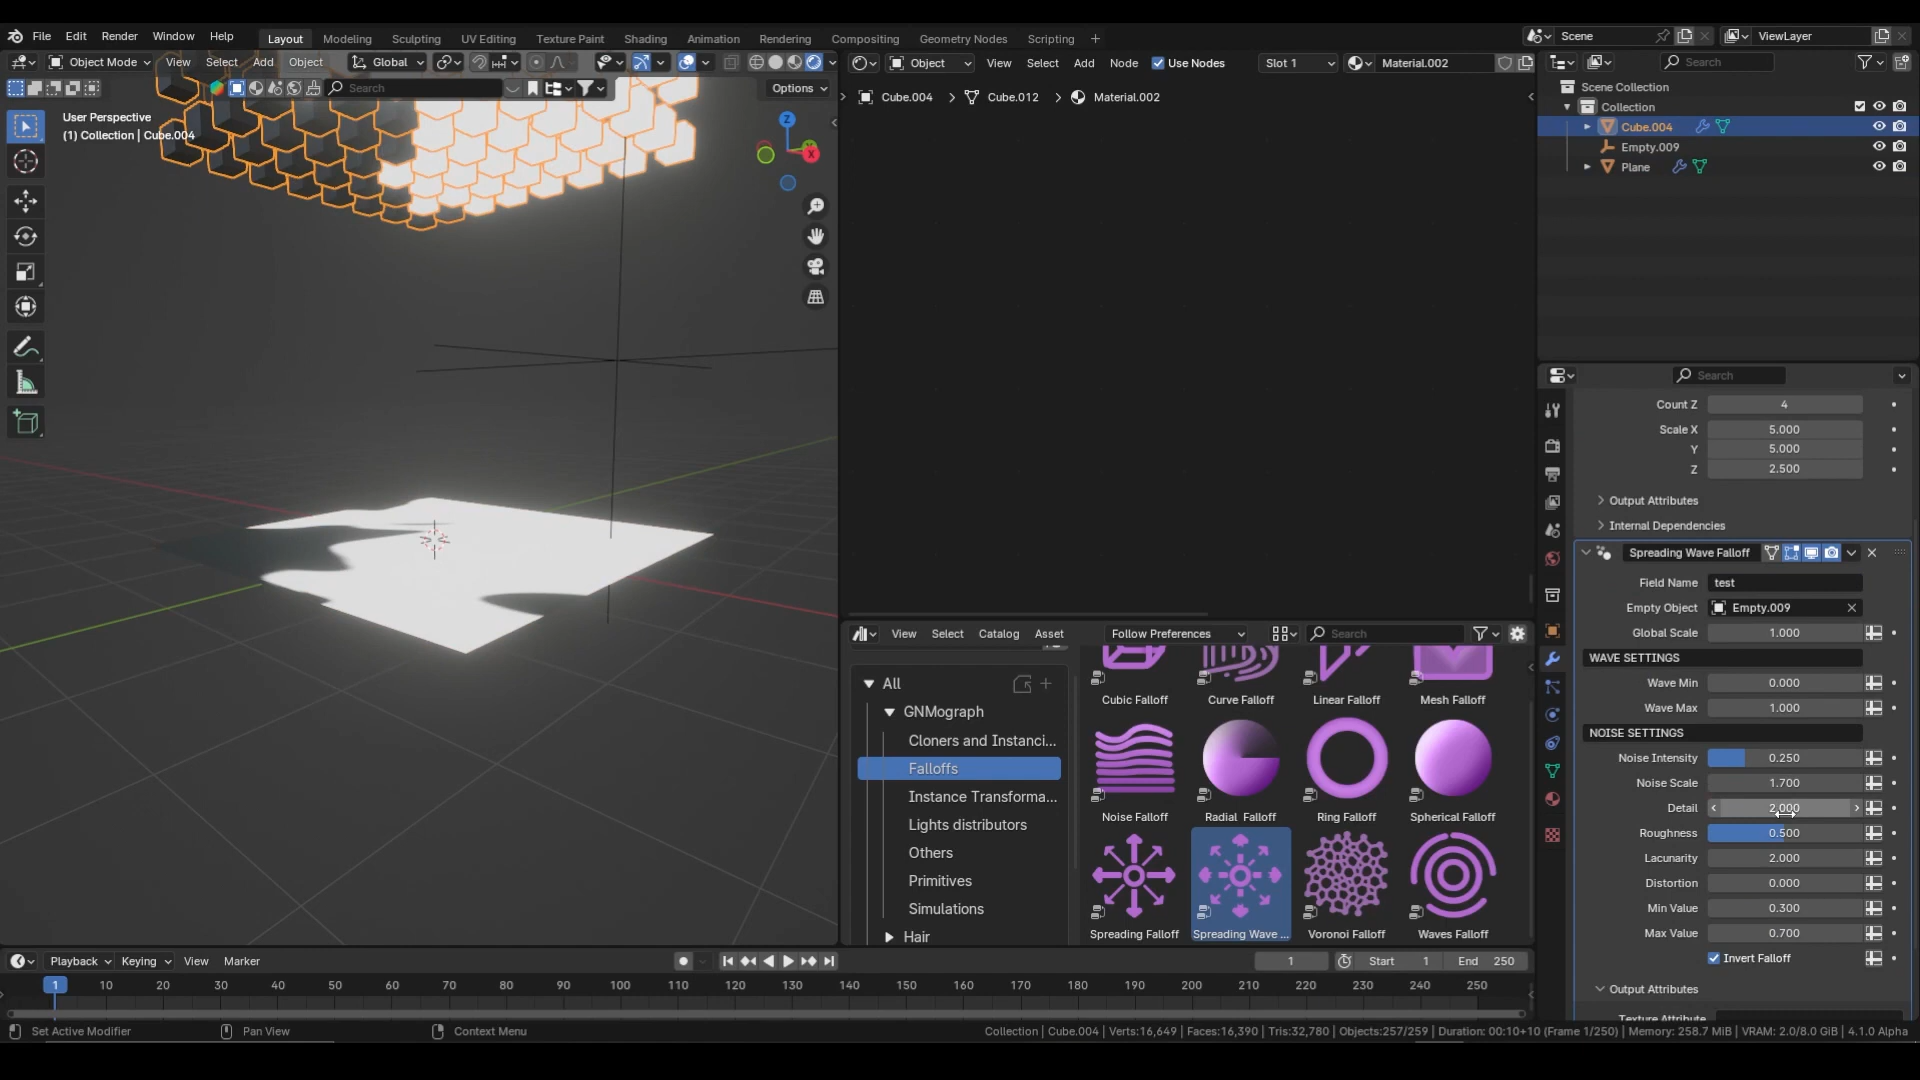 File Edit Render Window Help Layout Modeling Sculpting UV Editing Texture Paint Shading Animation Rendering Compositing Geometry Nodes Scripting + Scene ViewLayer
Object Mode View Select Add Object Global
Object View Select Add Node Use Nodes Slot 1 Material.002
Search
Search Options
User Perspective
(1) Collection | Cube.004
Z
X
Cube.004 > Cube.012 > Material.002
Scene Collection
Collection
Cube.004
Empty.009
Plane
Search
Count Z 4
Scale X 5.000
Y 5.000
Z 2.500
Output Attributes
Internal Dependencies
Spreading Wave Falloff
Field Name test
Empty Object Empty.009
Global Scale 1.000
WAVE SETTINGS
Wave Min 0.000
Wave Max 1.000
NOISE SETTINGS
Noise Intensity 0.250
Noise Scale 1.700
Detail 2.000
Roughness 0.500
Lacunarity 2.000
Distortion 0.000
Min Value 0.300
Max Value 0.700
Invert Falloff
Output Attributes
View Select Catalog Asset Follow Preferences Search
All
GNMograph
Cloners and Instanci...
Falloffs
Instance Transforma...
Lights distributors
Others
Primitives
Simulations
Hair
Cubic Falloff Curve Falloff Linear Falloff Mesh Falloff
Noise Falloff Radial Falloff Ring Falloff Spherical Falloff
Spreading Falloff Spreading Wave ... Voronoi Falloff Waves Falloff
Playback Keying View Marker 1 Start 1 End 250
1 10 20 30 40 50 60 70 80 90 100 110 120 130 140 150 160 170 180 190 200 210 220 230 240 250
Set Active Modifier Pan View Context Menu Collection | Cube.004 | Verts:16,649 | Faces:16,390 | Tris:32,780 | Objects:257/259 | Duration: 00:10+10 (Frame 1/250) | Memory: 258.7 MiB | VRAM: 2.0/8.0 GiB | 4.1.0 Alpha